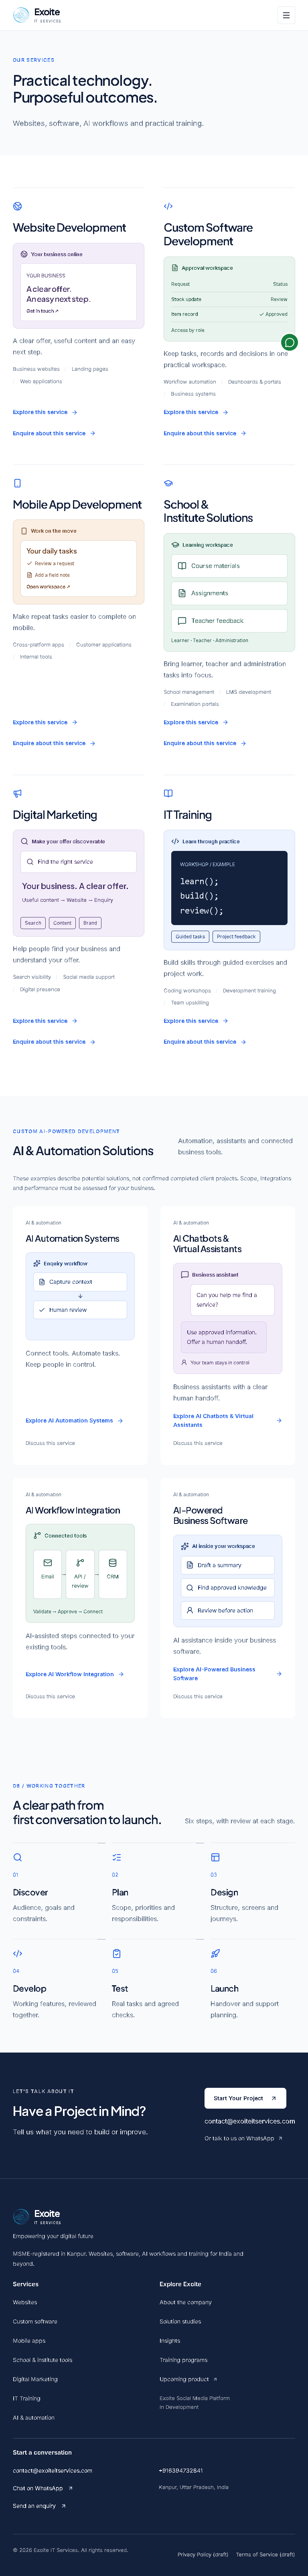 Exoite
IT SERVICES
OUR SERVICES
Practical technology.
Purposeful outcomes.
Websites, software, AI workflows and practical training.
Website Development
Your business online
YOUR BUSINESS
A clear offer.
An easy next step.
Get in touch ↗
A clear offer, useful content and an easy
next step.
Business websites
Landing pages
Web applications
Explore this service →
Enquire about this service →
Custom Software
Development
Approval workspace
Request
Status
Stock update
Review
Item record
Approved
Access by role
Keep tasks, records and decisions in one
practical workspace.
Workflow automation
Dashboards & portals
Business systems
Explore this service →
Enquire about this service →
Mobile App Development
Work on the move
Your daily tasks
Review a request
Add a field note
Open workspace ↗
Make repeat tasks easier to complete on
mobile.
Cross-platform apps
Customer applications
Internal tools
Explore this service →
Enquire about this service →
School &
Institute Solutions
Learning workspace
Course materials
Assignments
Teacher feedback
Learner · Teacher · Administration
Bring learner, teacher and administration
tasks into focus.
School management
LMS development
Examination portals
Explore this service →
Enquire about this service →
Digital Marketing
Make your offer discoverable
Find the right service
Your business. A clear offer.
Useful content → Website → Enquiry
Search
Content
Brand
Help people find your business and
understand your offer.
Search visibility
Social media support
Digital presence
Explore this service →
Enquire about this service →
IT Training
Learn through practice
WORKSHOP / EXAMPLE
learn();
build();
review();
Guided tasks
Project feedback
Build skills through guided exercises and
project work.
Coding workshops
Development training
Team upskilling
Explore this service →
Enquire about this service →
CUSTOM AI-POWERED DEVELOPMENT
AI & Automation Solutions
Automation, assistants and connected
business tools.
These examples describe potential solutions, not confirmed completed client projects. Scope, integrations
and performance must be assessed for your business.
AI & automation
AI Automation Systems
Enquiry workflow
Capture context
↓
Human review
Connect tools. Automate tasks.
Keep people in control.
Explore AI Automation Systems →
Discuss this service
AI & automation
AI Chatbots &
Virtual Assistants
Business assistant
Can you help me find a
service?
Use approved information.
Offer a human handoff.
Your team stays in control
Business assistants with a clear
human handoff.
Explore AI Chatbots & Virtual
Assistants →
Discuss this service
AI & automation
AI Workflow Integration
Connected tools
Email
API /
review
CRM
Validate → Approve → Connect
AI-assisted steps connected to your
existing tools.
Explore AI Workflow Integration →
Discuss this service
AI & automation
AI-Powered
Business Software
AI inside your workspace
Draft a summary
Find approved knowledge
Review before action
AI assistance inside your business
software.
Explore AI-Powered Business
Software →
Discuss this service
08 / WORKING TOGETHER
A clear path from
first conversation to launch.
Six steps, with review at each stage.
01
Discover
Audience, goals and
constraints.
02
Plan
Scope, priorities and
responsibilities.
03
Design
Structure, screens and
journeys.
04
Develop
Working features, reviewed
together.
05
Test
Real tasks and agreed
checks.
06
Launch
Handover and support
planning.
LET'S TALK ABOUT IT
Have a Project in Mind?
Tell us what you need to build or improve.
Start Your Project ↗
contact@exoiteitservices.com
Or talk to us on WhatsApp ↗
Exoite
IT SERVICES
Empowering your digital future
MSME-registered in Kanpur. Websites, software, AI workflows and training for India and
beyond.
Services
Websites
Custom software
Mobile apps
School & institute tools
Digital Marketing
IT Training
AI & automation
Explore Exoite
About the company
Solution studies
Insights
Training programs
Upcoming product ↗
Exoite Social Media Platform
In Development
Start a conversation
contact@exoiteitservices.com
Chat on WhatsApp ↗
Send an enquiry ↗
+916394732841
Kanpur, Uttar Pradesh, India
© 2026 Exoite IT Services. All rights reserved.
Privacy Policy (draft)
Terms of Service (draft)